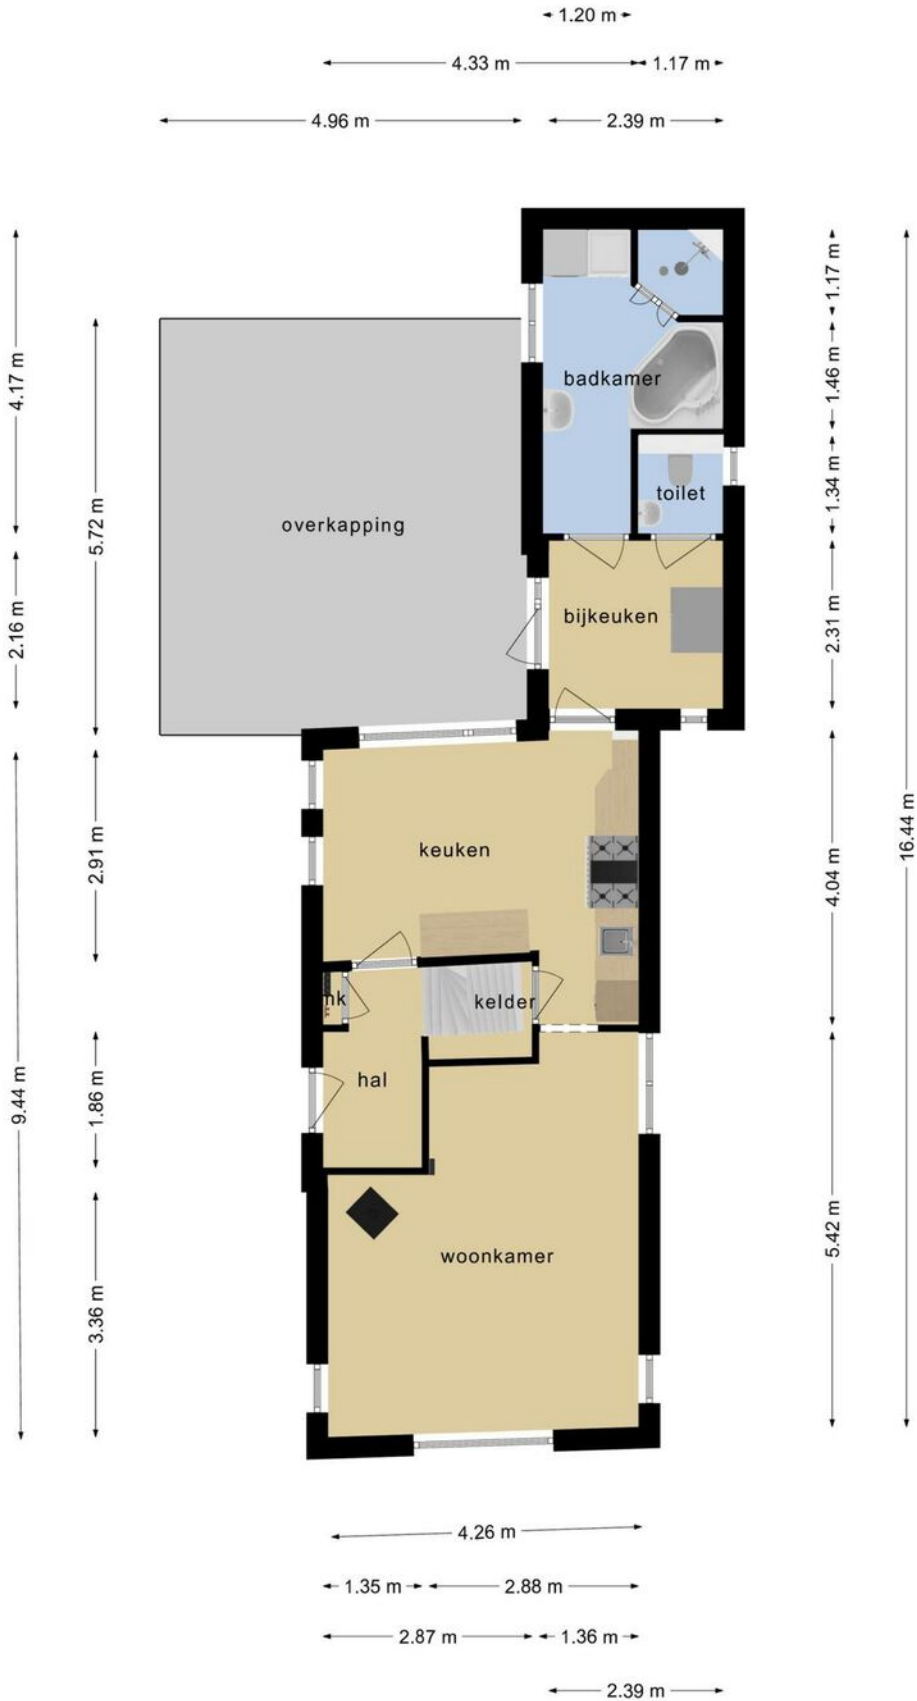 1.20 m
4.33 m
1.17 m
4.96 m
2.39 m
4.17 m
5.72 m
2.16 m
1.17 m
1.46 m
1.34 m
2.31 m
16.44 m
badkamer
toilet
overkapping
bijkeuken
keuken
2.91 m
4.04 m
9.44 m
nk
kelder
hal
1.86 m
woonkamer
3.36 m
5.42 m
4.26 m
1.35 m
2.88 m
2.87 m
1.36 m
2.39 m